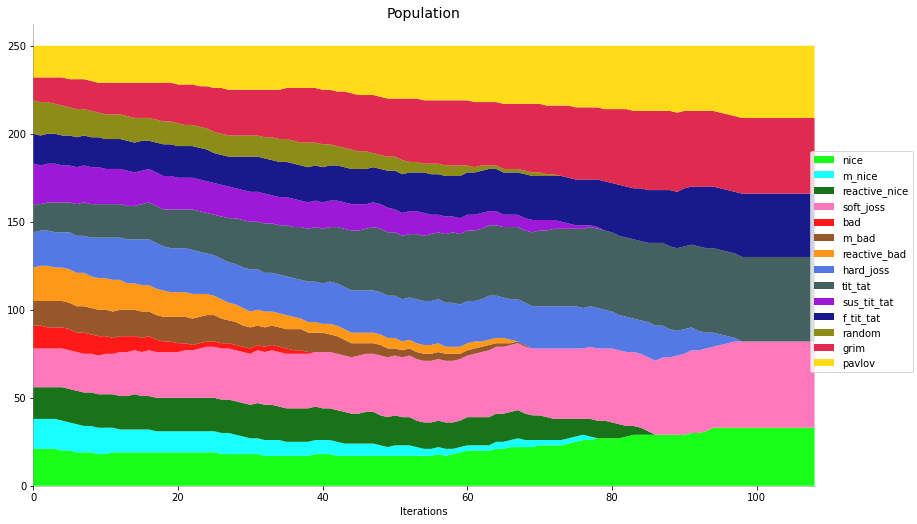 Population
250
200
150
100
50
0
0 20 40 60 80 100
Iterations
nice
m_nice
reactive_nice
soft_joss
bad
m_bad
reactive_bad
hard_joss
tit_tat
sus_tit_tat
f_tit_tat
random
grim
pavlov